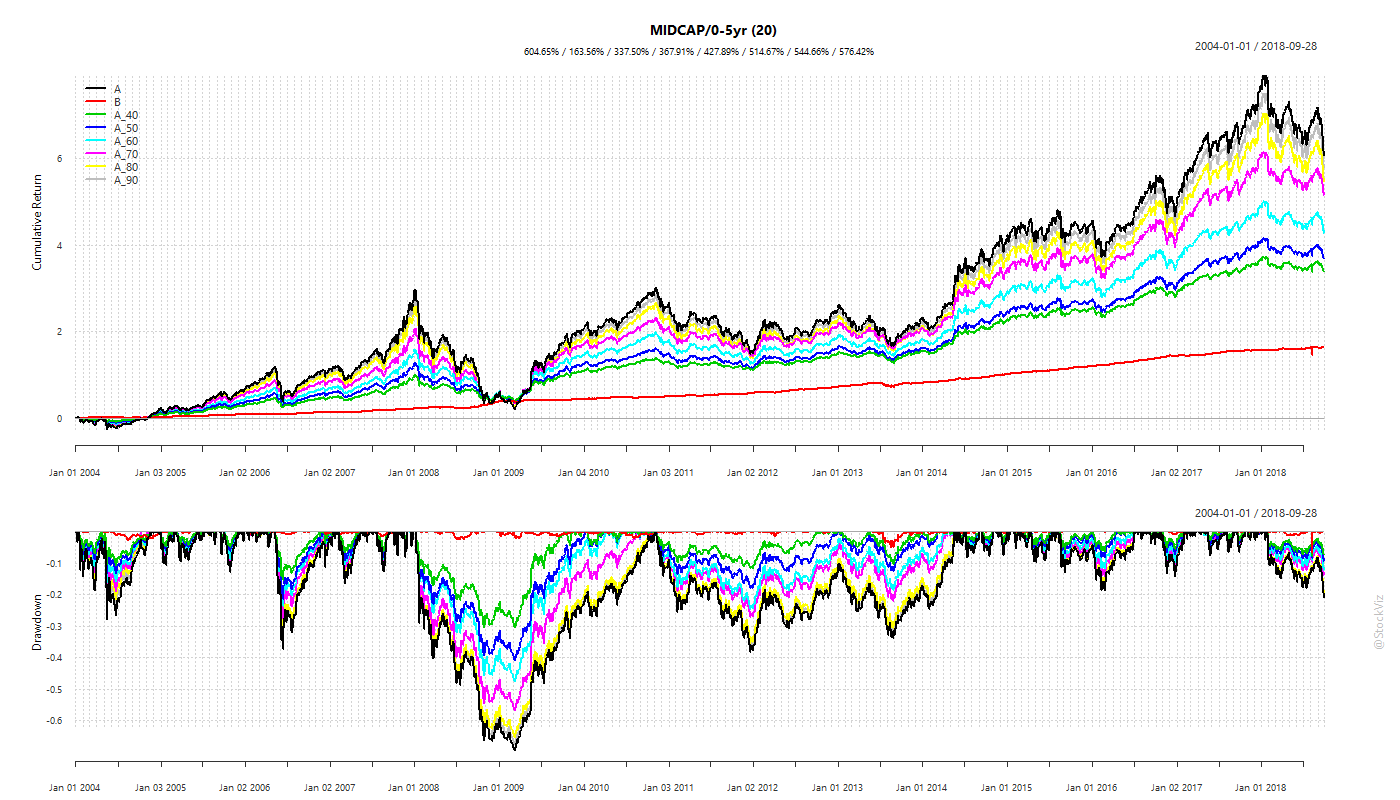 MIDCAP/0-5yr (20)
604.65% / 163.56% / 337.50% / 367.91% / 427.89% / 514.67% / 544.66% / 576.42%
2004-01-01 / 2018-09-28
A
B
A_40
A_50
A_60
A_70
A_80
A_90
Cumulative Return
6
4
2
0
Jan 01 2004 Jan 03 2005 Jan 02 2006 Jan 02 2007 Jan 01 2008 Jan 01 2009 Jan 04 2010 Jan 03 2011 Jan 02 2012 Jan 01 2013 Jan 01 2014 Jan 01 2015 Jan 01 2016 Jan 02 2017 Jan 01 2018
2004-01-01 / 2018-09-28
Drawdown
-0.1
-0.2
-0.3
-0.4
-0.5
-0.6
Jan 01 2004 Jan 03 2005 Jan 02 2006 Jan 02 2007 Jan 01 2008 Jan 01 2009 Jan 04 2010 Jan 03 2011 Jan 02 2012 Jan 01 2013 Jan 01 2014 Jan 01 2015 Jan 01 2016 Jan 02 2017 Jan 01 2018
@StockViz